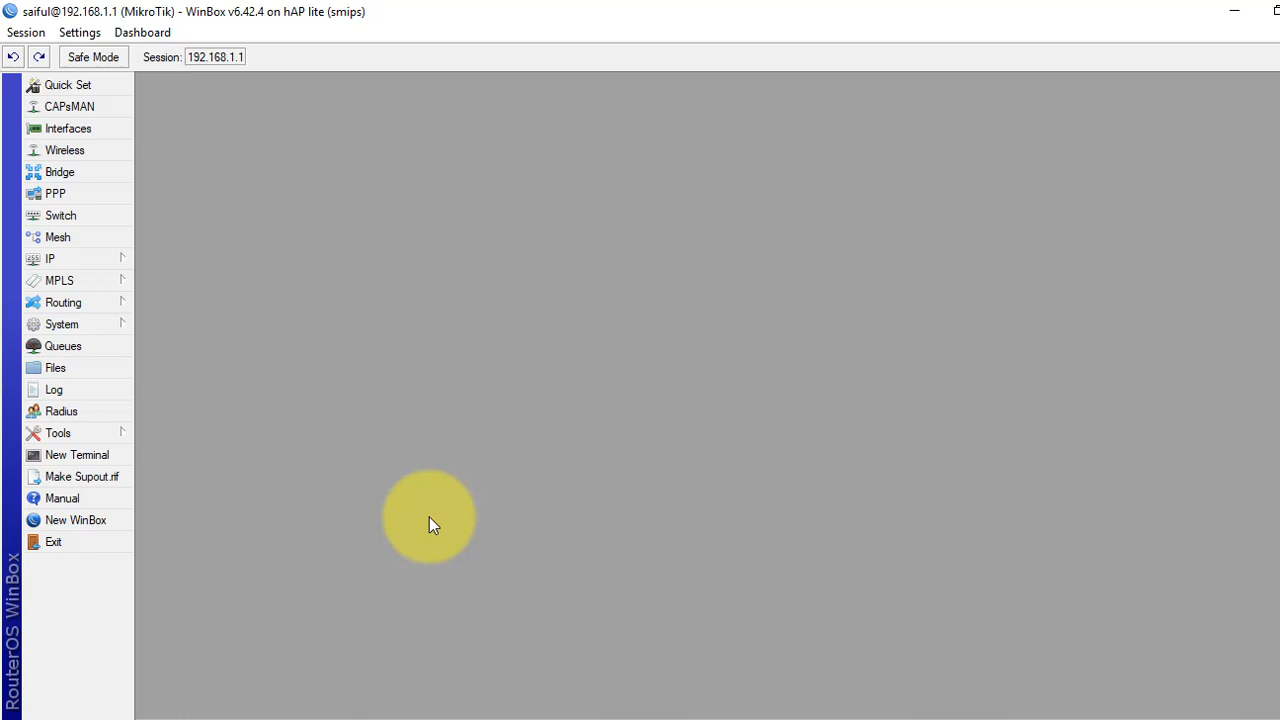 saiful@192.168.1.1 (MikroTik) - WinBox v6.42.4 on hAP lite (smips)
Session Settings Dashboard
Safe Mode Session: 192.168.1.1
Quick Set
CAPsMAN
Interfaces
Wireless
Bridge
PPP
Switch
Mesh
255 IP
MPLS
Routing
System
Queues
Files
Log
Radius
Tools
New Terminal
Make Supout.rif
Manual
New WinBox
Exit
RouterOS WinBox